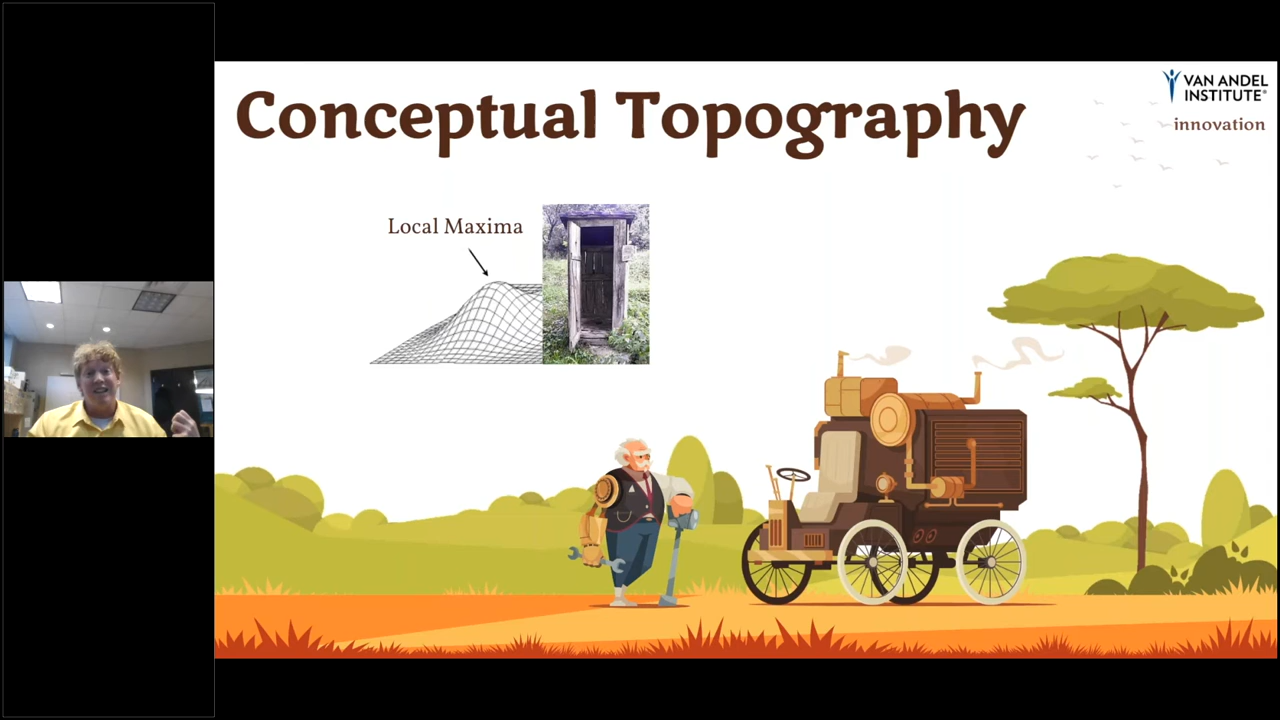 Conceptual Topography
VAN ANDEL
INSTITUTE®
innovation
Local Maxima